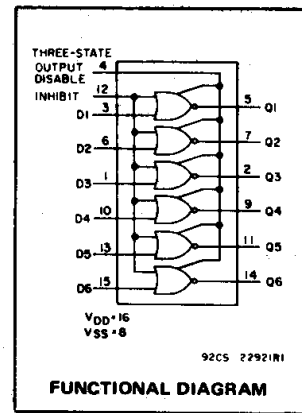 THREE-STATE
OUTPUT 4
DISABLE
INHIBIT 12
D1 3 5 Q1
D2 6 7 Q2
D3 1 2 Q3
D4 10 9 Q4
D5 13 11 Q5
D6 15 14 Q6
VDD=16
VSS=8
92CS 22921R1
FUNCTIONAL DIAGRAM